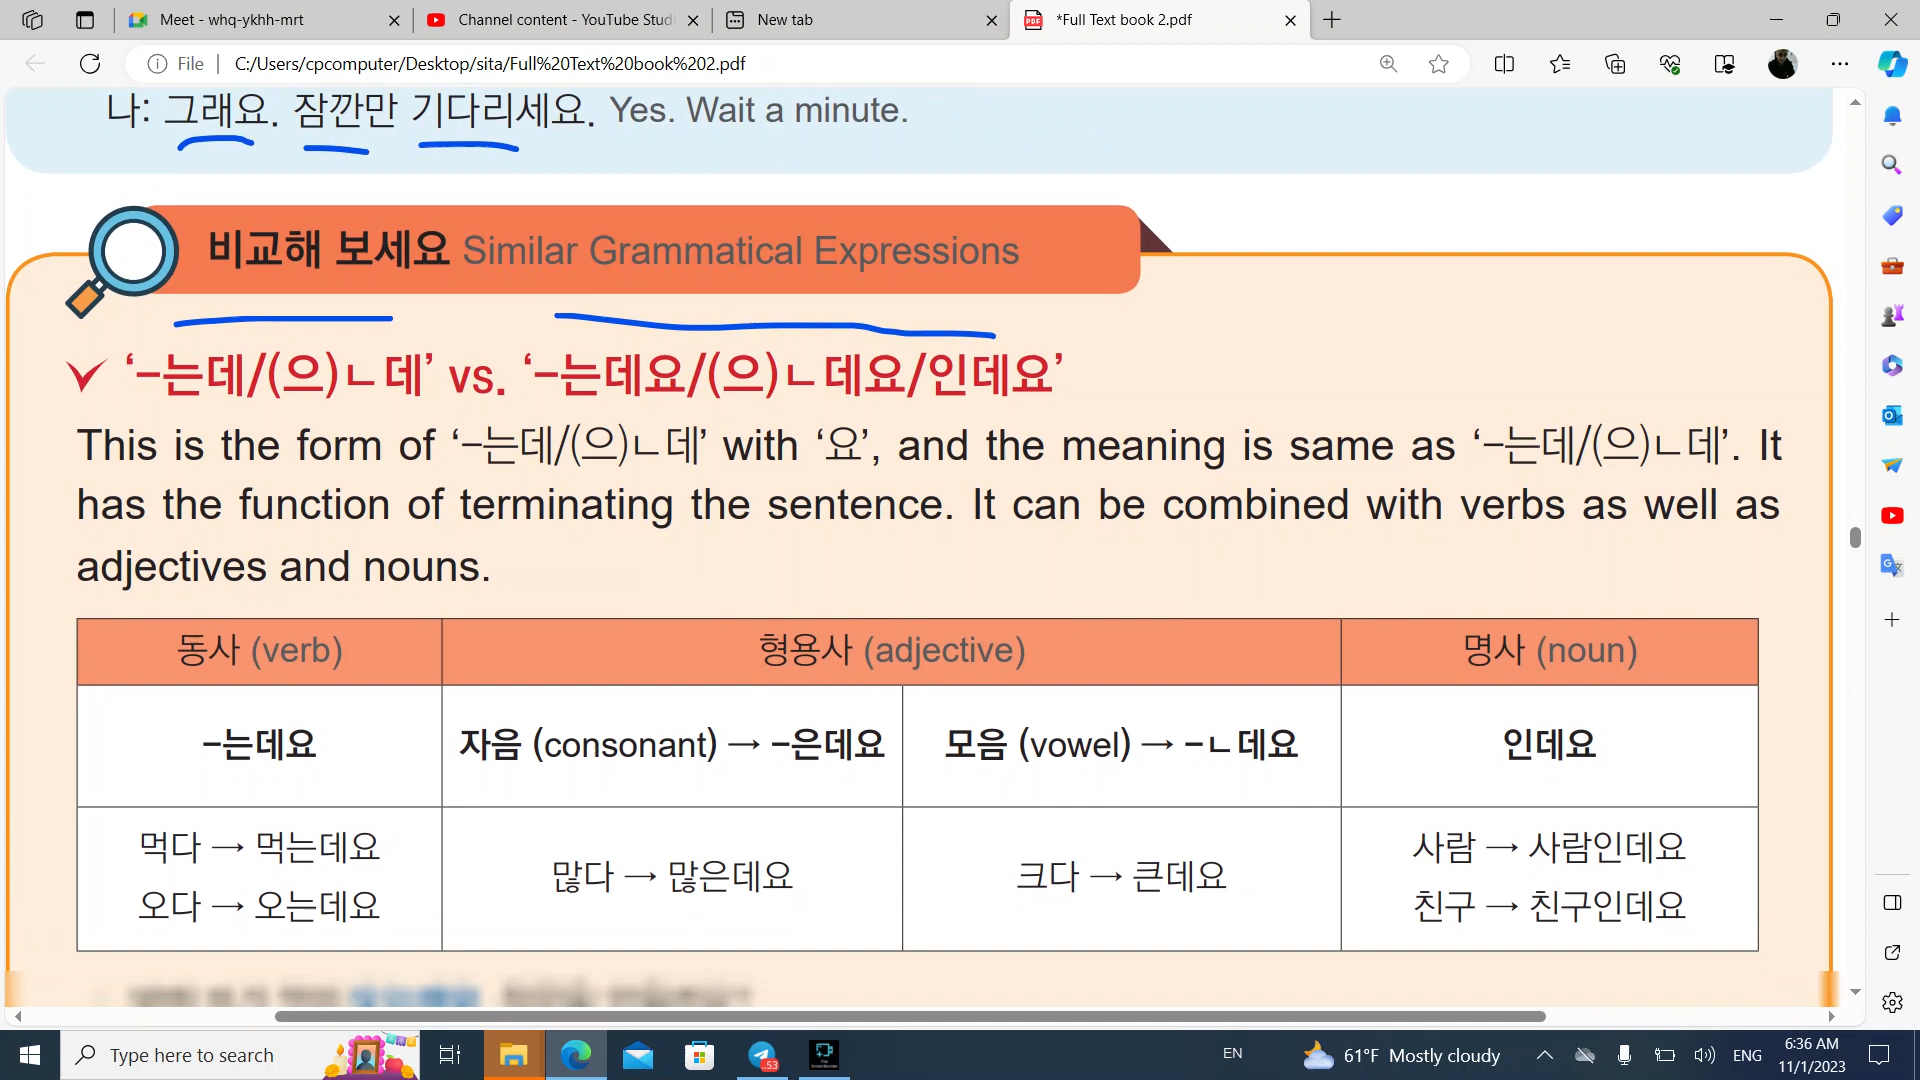 Meet - whq-ykhh-mrt
Channel content - YouTube Stud
New tab
*Full Text book 2.pdf
File
C:/Users/cpcomputer/Desktop/sita/Full%20Text%20book%202.pdf
나: 그래요. 잠깐만 기다리세요. Yes. Wait a minute.
비교해 보세요 Similar Grammatical Expressions
‘–는데/(으)ㄴ데’ vs. ‘–는데요/(으)ㄴ데요/인데요’
This is the form of ‘–는데/(으)ㄴ데’ with ‘요’, and the meaning is same as ‘–는데/(으)ㄴ데’. It
has the function of terminating the sentence. It can be combined with verbs as well as
adjectives and nouns.
동사 (verb) 형용사 (adjective) 명사 (noun)
–는데요 자음 (consonant) → –은데요 모음 (vowel) → –ㄴ데요 인데요
먹다 → 먹는데요
오다 → 오는데요
많다 → 많은데요
크다 → 큰데요
사람 → 사람인데요
친구 → 친구인데요
Type here to search
.53
EN
61°F Mostly cloudy
ENG
6:36 AM
11/1/2023